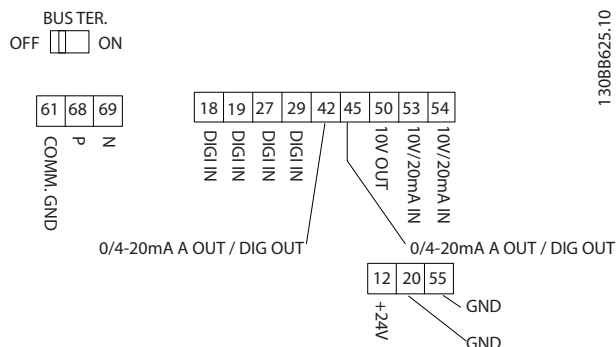 BUS TER.
OFF ON
130BB625.10
61 68 69
COMM. GND
P
N
18 19 27 29 42 45 50 53 54
DIGI IN
DIGI IN
DIGI IN
DIGI IN
10V OUT
10V/20mA IN
10V/20mA IN
0/4-20mA A OUT / DIG OUT
0/4-20mA A OUT / DIG OUT
12 20 55
+24V
GND
GND